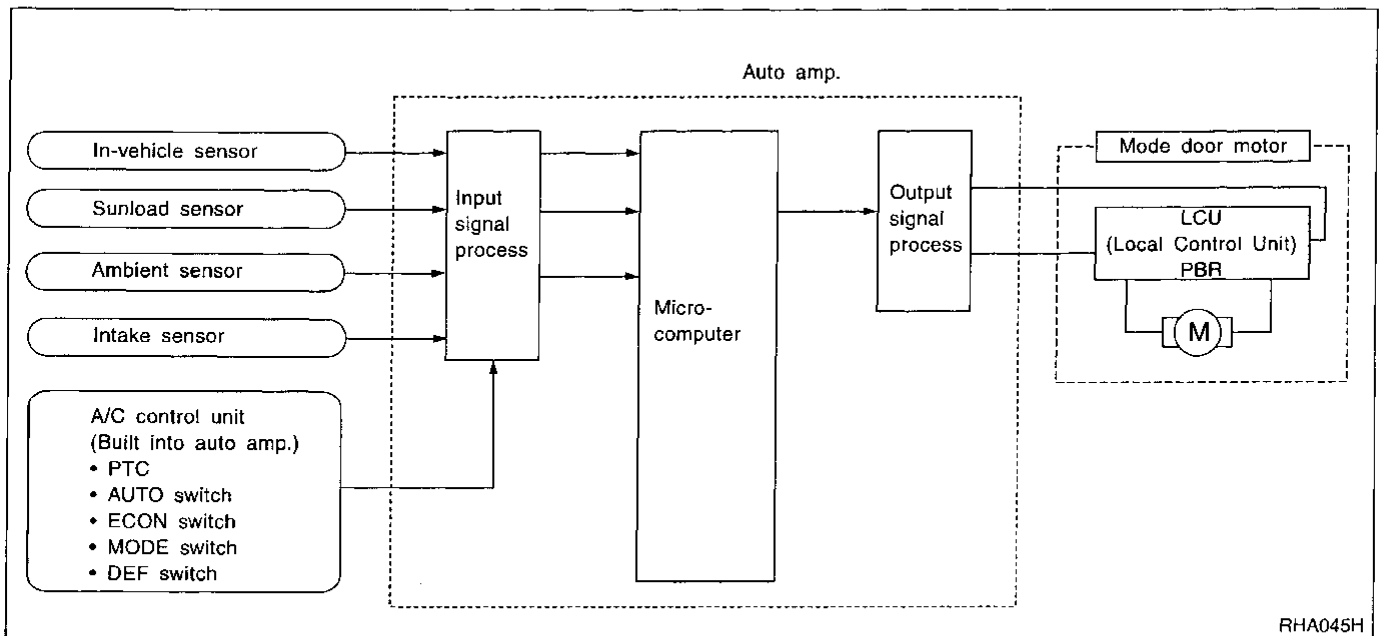 Auto amp.
In-vehicle sensor
Sunload sensor
Ambient sensor
Intake sensor
A/C control unit
(Built into auto amp.)
• PTC
• AUTO switch
• ECON switch
• MODE switch
• DEF switch
Input
signal
process
Micro-
computer
Output
signal
process
Mode door motor
LCU
(Local Control Unit)
PBR
M
RHA045H